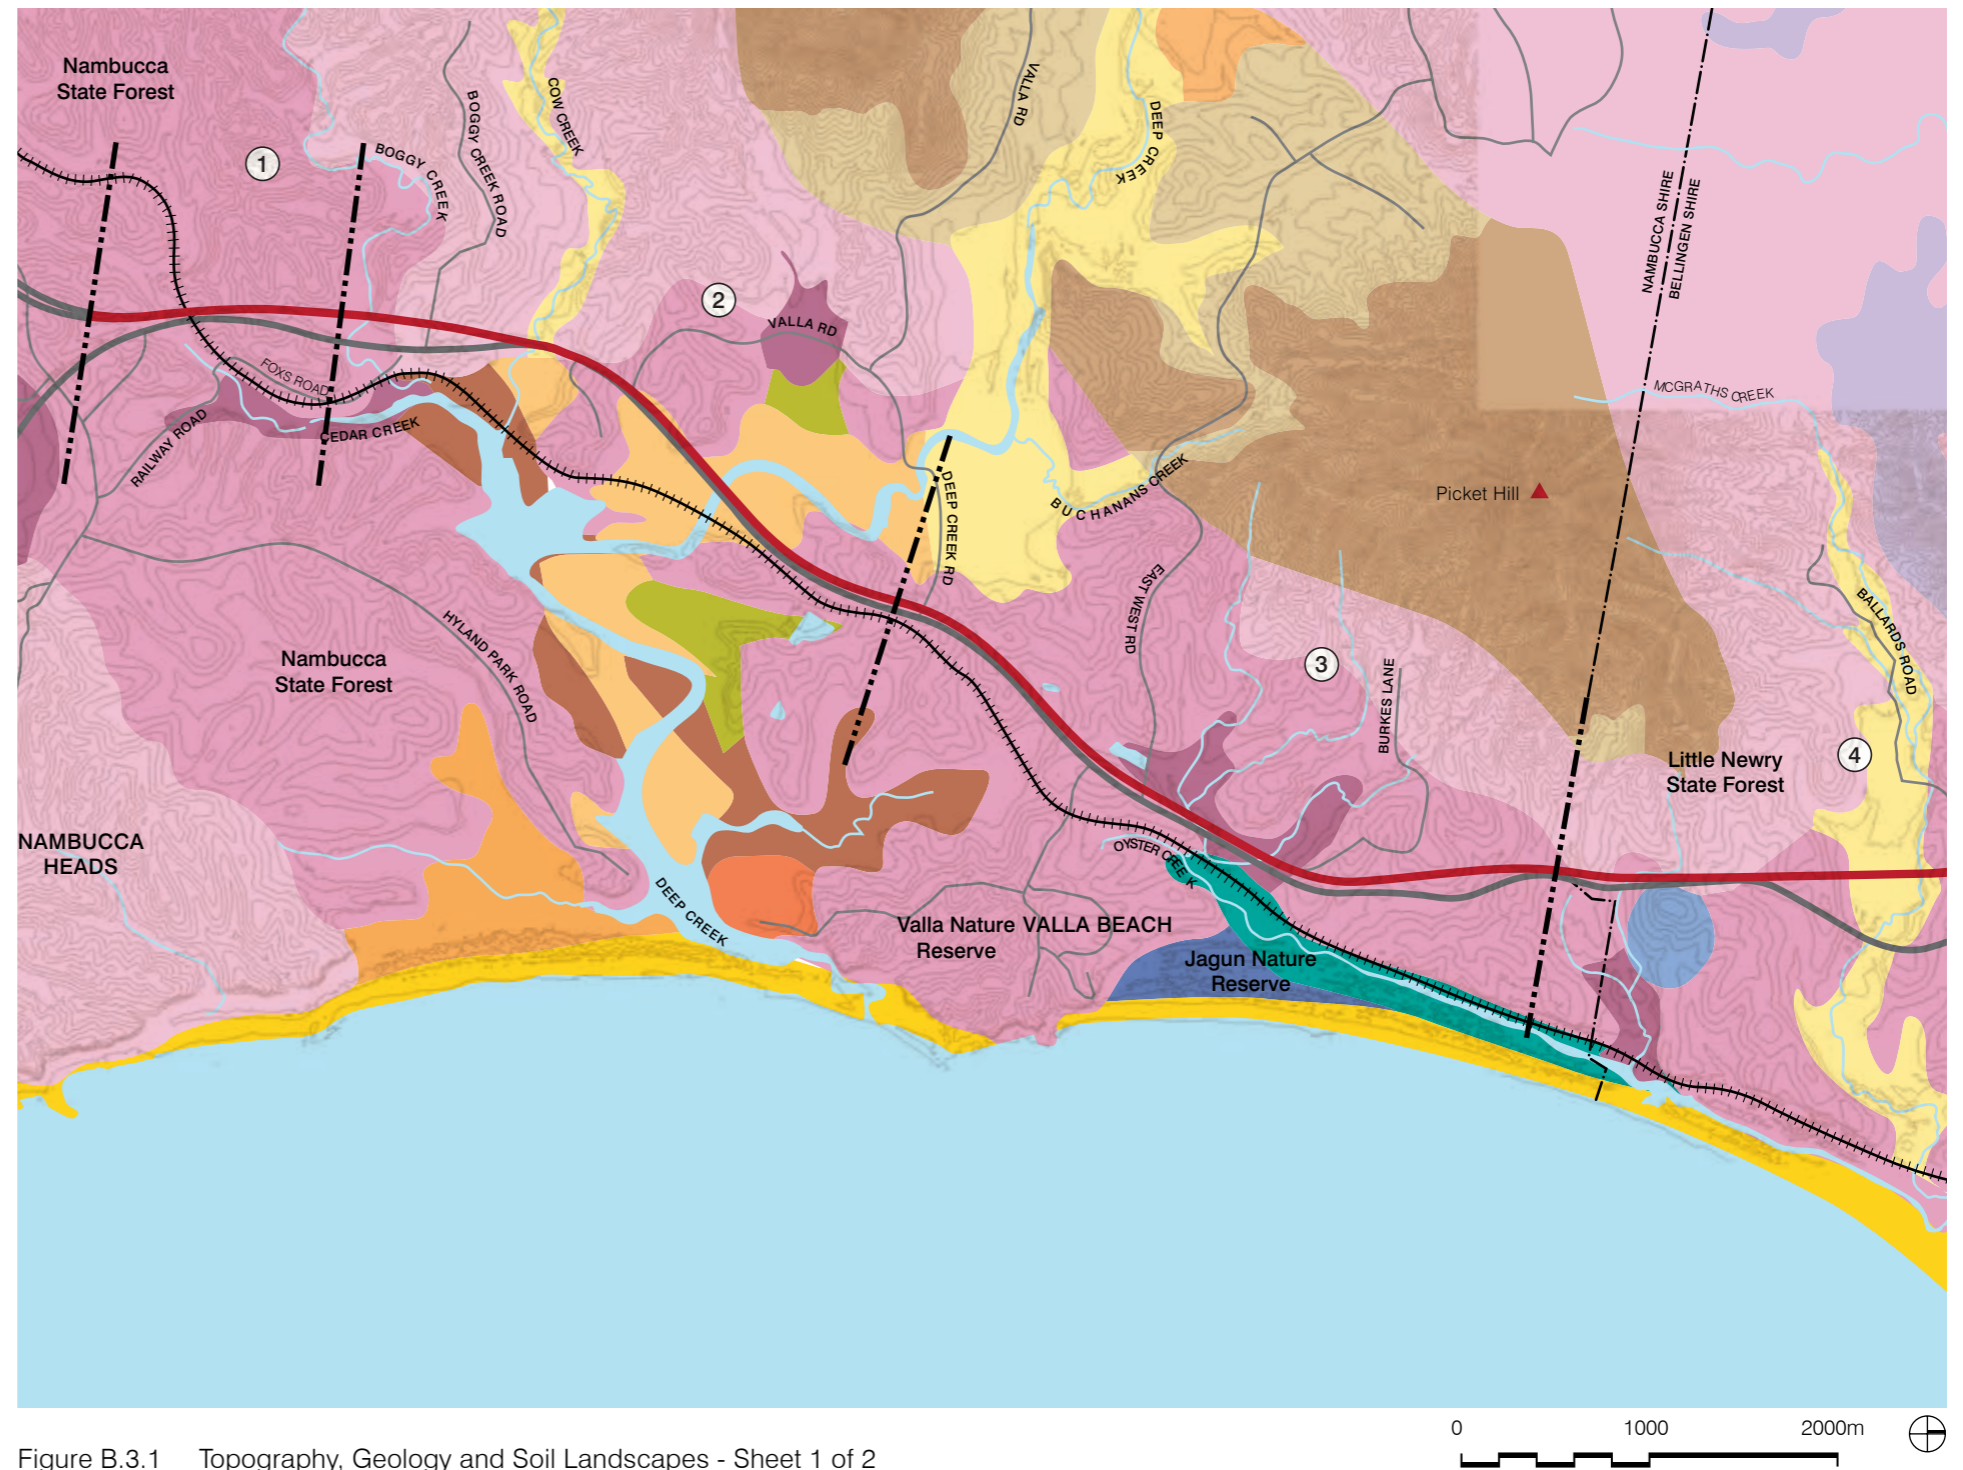 Nambucca
State Forest
1
BOGGY CREEK
BOGGY CREEK ROAD
COW CREEK
VALLA RD
DEEP CREEK
NAMBUCCA SHIRE
BELLINGEN SHIRE
2
VALLA RD
FOXS ROAD
RAILWAY ROAD
CEDAR CREEK
MCGRATHS CREEK
DEEP CREEK RD
BUCHANANS CREEK
Picket Hill
EAST WEST RD
BALLARDS ROAD
HYLAND PARK ROAD
Nambucca
State Forest
3
BURKES LANE
4
Little Newry
State Forest
NAMBUCCA
HEADS
OYSTER CREEK
DEEP CREEK
Valla Nature
Reserve
VALLA BEACH
Jagun Nature
Reserve
0 1000 2000m
Figure B.3.1 Topography, Geology and Soil Landscapes - Sheet 1 of 2